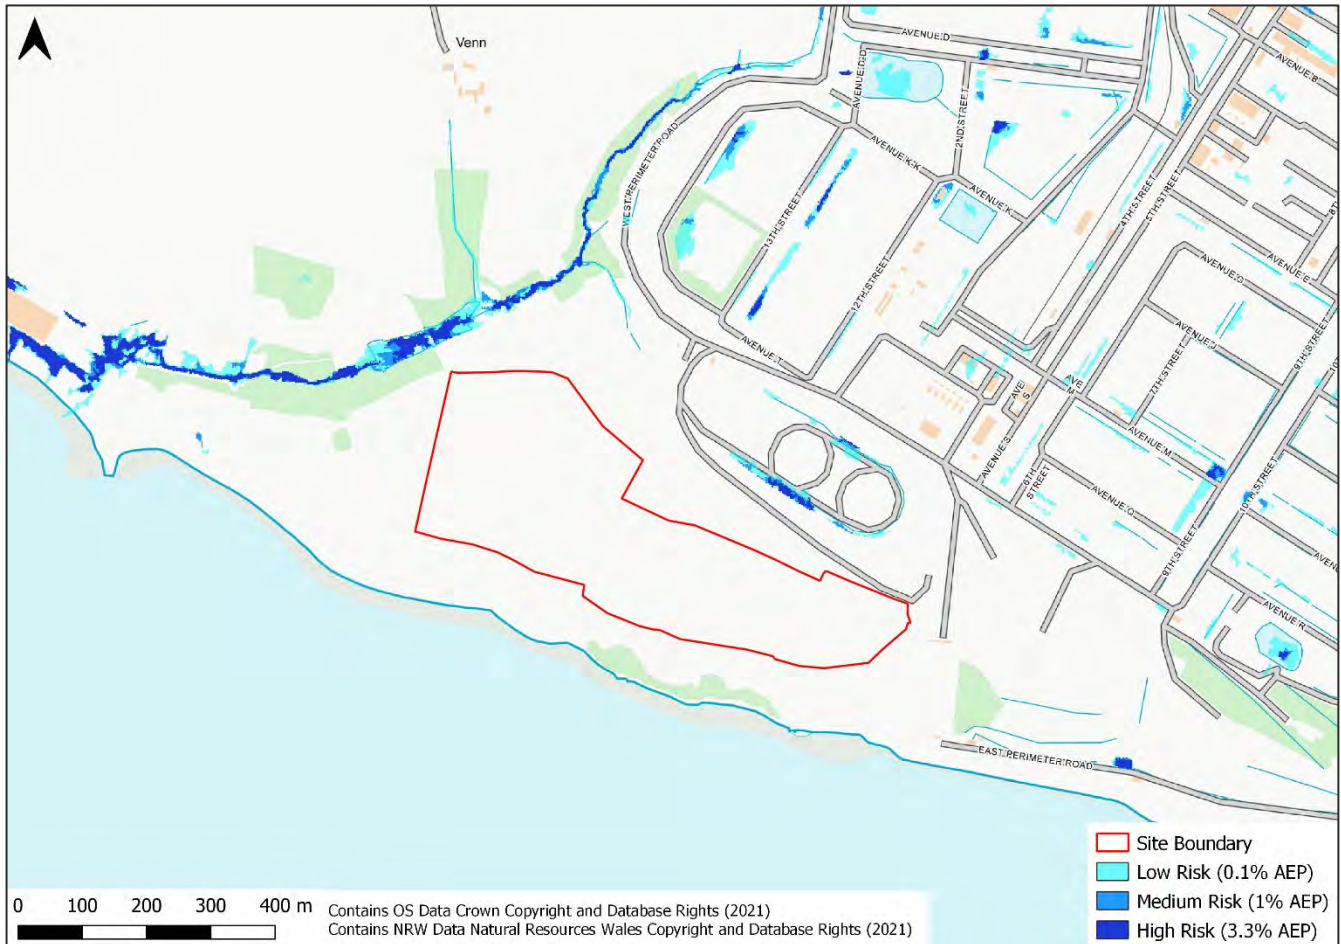 Venn
AVENUE D
AVENUE B
AVENUE D-D
2ND STREET
WEST PERIMETER ROAD
AVENUE K-K
AVENUE K
4TH STREET
5TH STREET
8TH
AVENUE E
13TH STREET
12TH STREET
AVENUE G
AVENUE J
AVENUE T
7TH STREET
9TH STREET
10
AVE M
AVE S
AVENUE M
AVENUE S
6TH STREET
10TH STREET
AVENUE O
AVENUE
9TH STREET
AVENUE R
EAST PERIMETER ROAD
Site Boundary
Low Risk (0.1% AEP)
Medium Risk (1% AEP)
High Risk (3.3% AEP)
0 100 200 300 400 m
Contains OS Data Crown Copyright and Database Rights (2021)
Contains NRW Data Natural Resources Wales Copyright and Database Rights (2021)